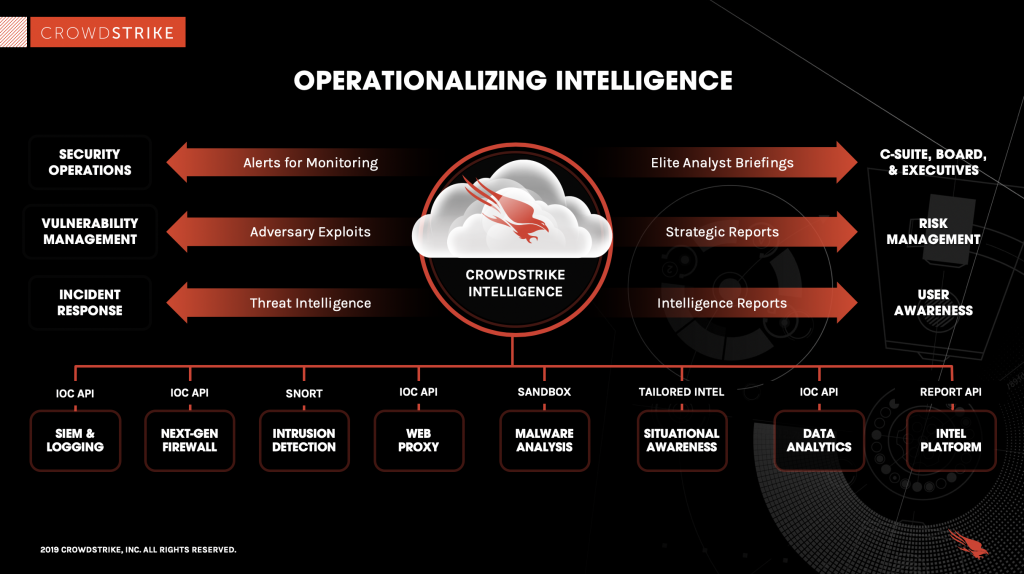 CROWDSTRIKE
OPERATIONALIZING INTELLIGENCE
SECURITY
OPERATIONS
Alerts for Monitoring
Elite Analyst Briefings
C-SUITE, BOARD,
& EXECUTIVES
VULNERABILITY
MANAGEMENT
Adversary Exploits
Strategic Reports
RISK
MANAGEMENT
CROWDSTRIKE
INTELLIGENCE
INCIDENT
RESPONSE
Threat Intelligence
Intelligence Reports
USER
AWARENESS
IOC API
IOC API
SNORT
IOC API
SANDBOX
TAILORED INTEL
IOC API
REPORT API
SIEM &
LOGGING
NEXT-GEN
FIREWALL
INTRUSION
DETECTION
WEB
PROXY
MALWARE
ANALYSIS
SITUATIONAL
AWARENESS
DATA
ANALYTICS
INTEL
PLATFORM
2019 CROWDSTRIKE, INC. ALL RIGHTS RESERVED.